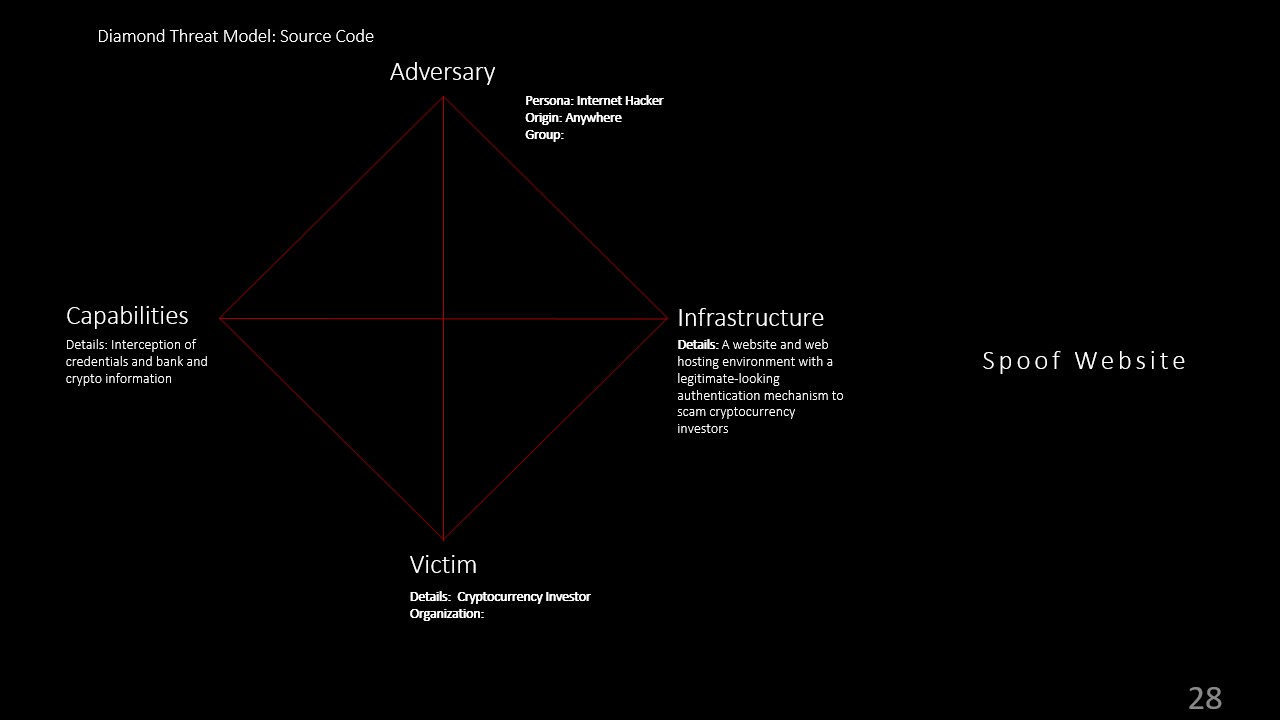 Diamond Threat Model: Source Code
Adversary
Persona: Internet Hacker
Origin: Anywhere
Group:
Capabilities
Details: Interception of
credentials and bank and
crypto information
Infrastructure
Details: A website and web
hosting environment with a
legitimate-looking
authentication mechanism to
scam cryptocurrency
investors
Spoof Website
Victim
Details: Cryptocurrency Investor
Organization:
28